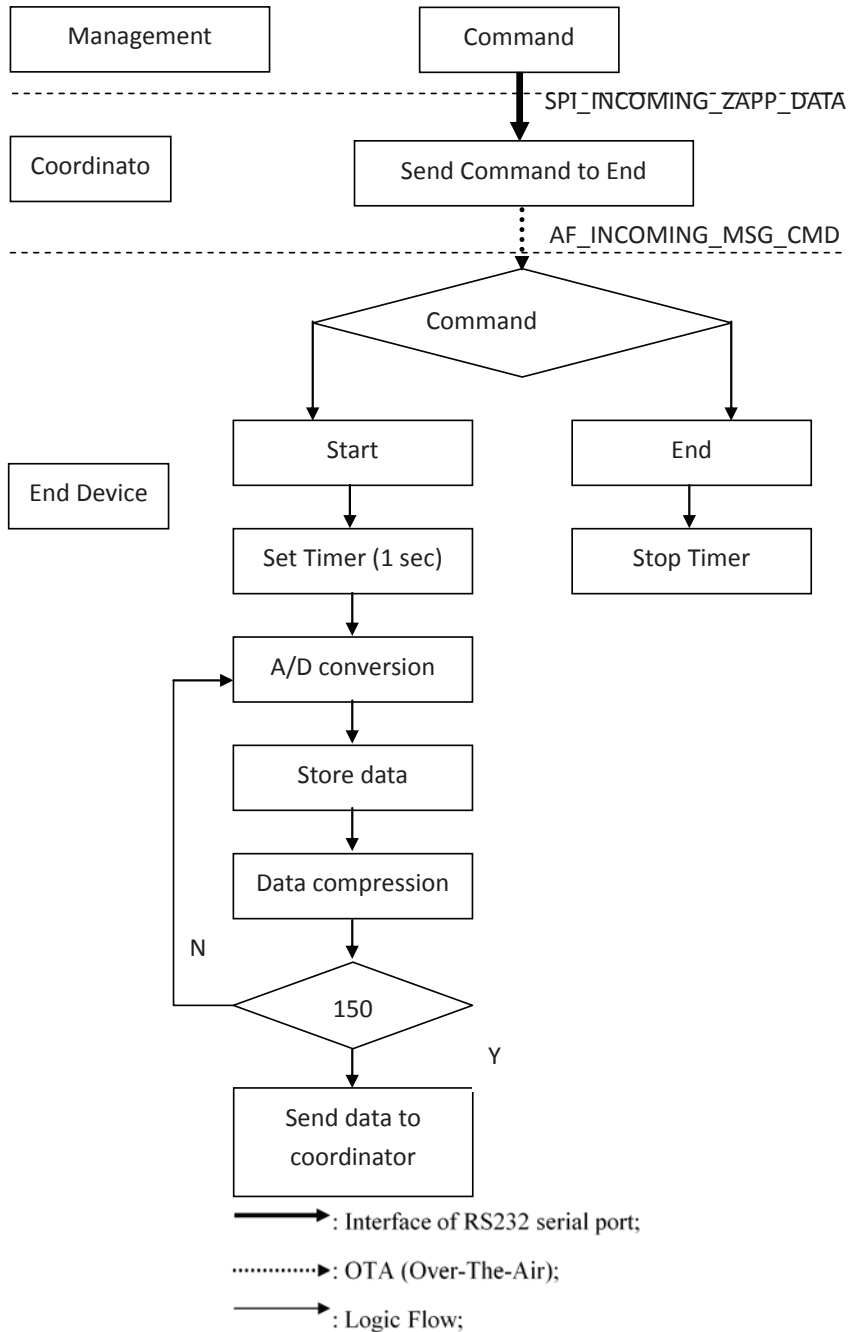 Management
Command
SPI_INCOMING_ZAPP_DATA
Coordinato
Send Command to End
AF_INCOMING_MSG_CMD
Command
Start
End
End Device
Set Timer (1 sec)
Stop Timer
A/D conversion
Store data
Data compression
N
150
Y
Send data to
coordinator
: Interface of RS232 serial port;
: OTA (Over-The-Air);
: Logic Flow;